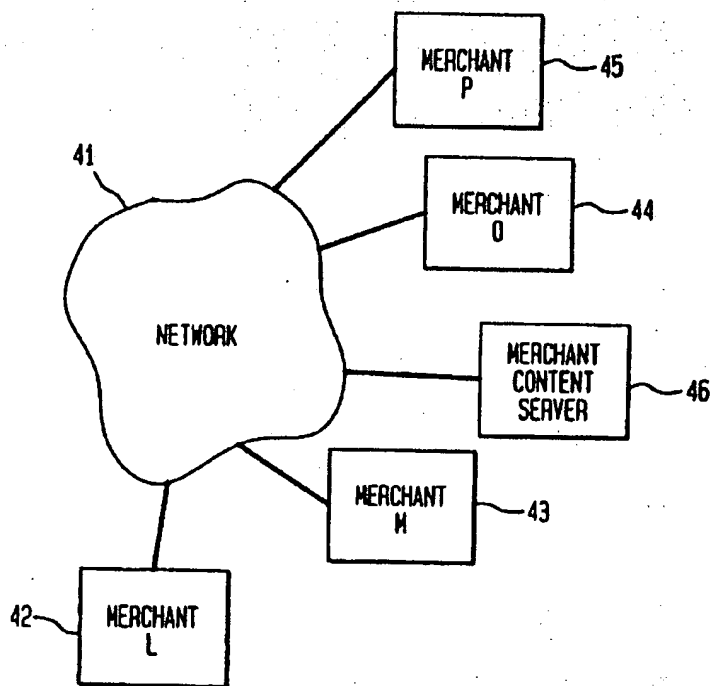 MERCHANT
P
45
41
MERCHANT
O
44
NETWORK
MERCHANT
CONTENT
SERVER
46
MERCHANT
M
43
42
MERCHANT
L